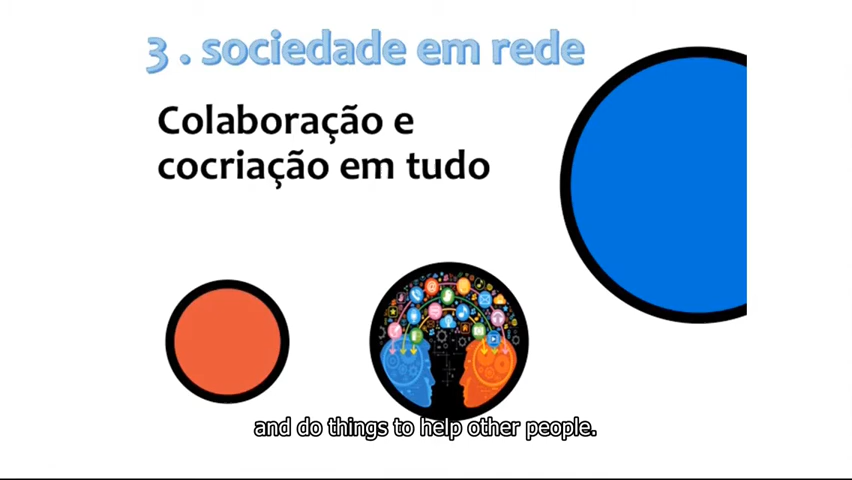 3 . sociedade em rede
Colaboração e
cocriação em tudo
and do things to help other people.